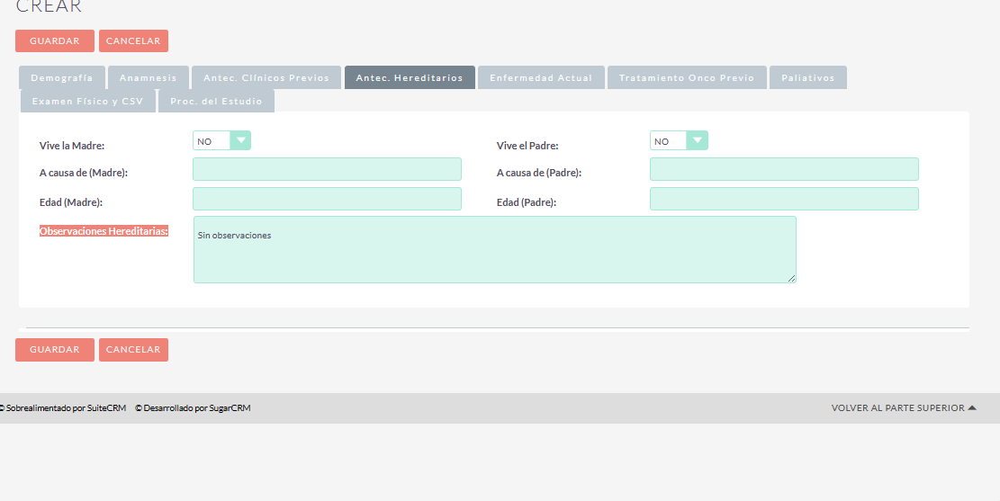 CREAR
GUARDAR CANCELAR
Demografía Anamnesis Antec. Clínicos Previos Antec. Hereditarios Enfermedad Actual Tratamiento Onco Previo Paliativos
Examen Físico y CSV Proc. del Estudio
Vive la Madre: NO Vive el Padre: NO
A causa de (Madre): A causa de (Padre):
Edad (Madre): Edad (Padre):
Observaciones Hereditarias: Sin observaciones
GUARDAR CANCELAR
© Sobrealimentado por SuiteCRM © Desarrollado por SugarCRM VOLVER AL PARTE SUPERIOR